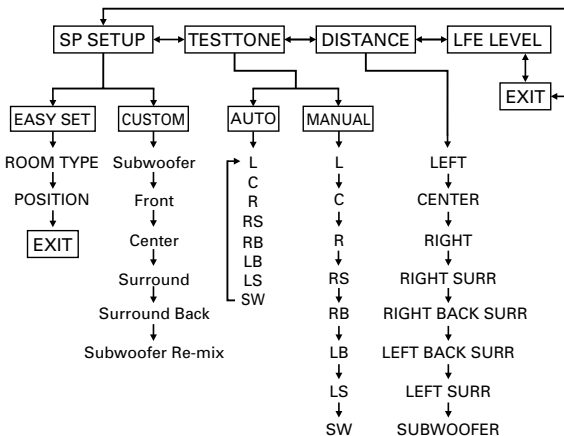 SP SETUP
TESTTONE
DISTANCE
LFE LEVEL
EXIT
EASY SET
CUSTOM
AUTO
MANUAL
ROOM TYPE
POSITION
EXIT
Subwoofer
Front
Center
Surround
Surround Back
Subwoofer Re-mix
L
C
R
RS
RB
LB
LS
SW
L
C
R
RS
RB
LB
LS
SW
LEFT
CENTER
RIGHT
RIGHT SURR
RIGHT BACK SURR
LEFT BACK SURR
LEFT SURR
SUBWOOFER